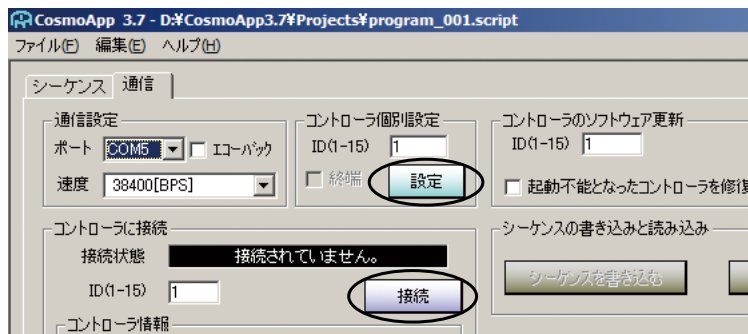 CosmoApp 3.7 - D:¥CosmoApp3.7¥Projects¥program_001.script
ファイル(F) 編集(E) ヘルプ(H)
シーケンス 通信
通信設定
ポート COM5 エコーバック
速度 38400[BPS]
コントローラ個別設定
ID(1-15) 1
終端 設定
コントローラのソフトウェア更新
ID(1-15) 1
起動不能となったコントローラを修復
コントローラに接続
接続状態 接続されていません。
ID(1-15) 1 接続
コントローラ情報
シーケンスの書き込みと読み込み
シーケンスを書き込む